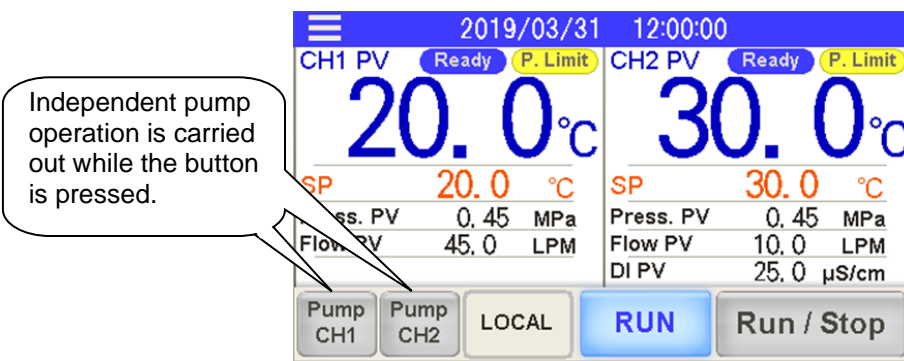 2019/03/31 12:00:00
CH1 PV Ready P. Limit CH2 PV Ready P. Limit
20.0℃ 30.0℃
Independent pump
operation is carried
out while the button
is pressed.
SP 20.0 ℃ SP 30.0 ℃
Press. PV 0.45 MPa Press. PV 0.45 MPa
Flow PV 45.0 LPM Flow PV 10.0 LPM
DI PV 25.0 µS/cm
Pump CH1 Pump CH2 LOCAL RUN Run / Stop